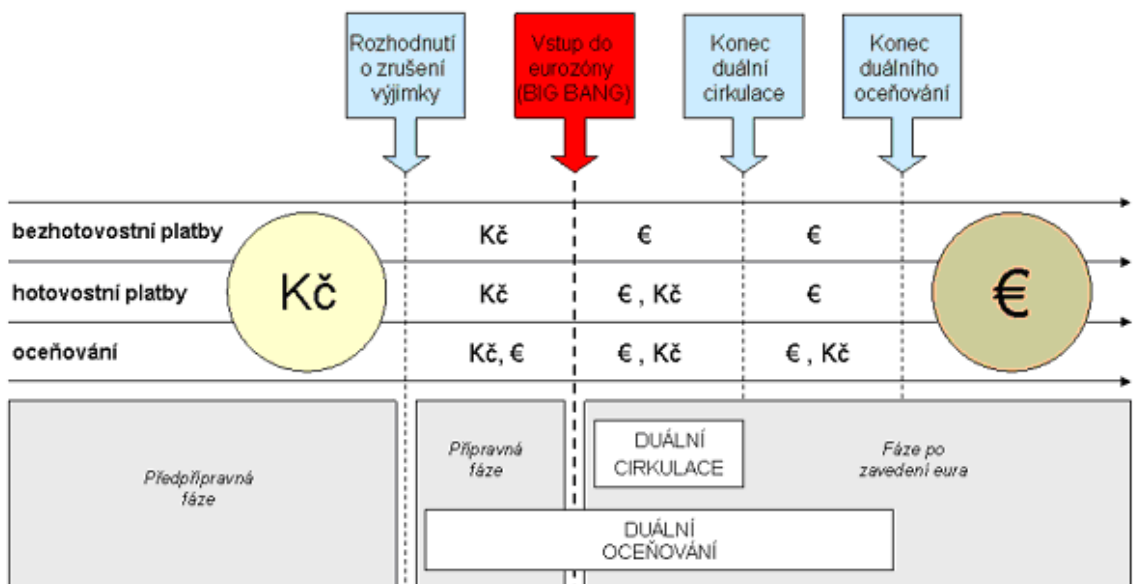 Rozhodnutí
o zrušení
výjimky
Vstup do
eurozóny
(BIG BANG)
Konec
duální
cirkulace
Konec
duálního
oceňování
bezhotovostní platby
Kč
€
€
hotovostní platby
Kč
Kč
€ , Kč
€
€
oceňování
Kč, €
€ , Kč
€ , Kč
Předpřípravná
fáze
Přípravná
fáze
DUÁLNÍ
CIRKULACE
Fáze po
zavedení eura
DUÁLNÍ
OCEŇOVÁNÍ